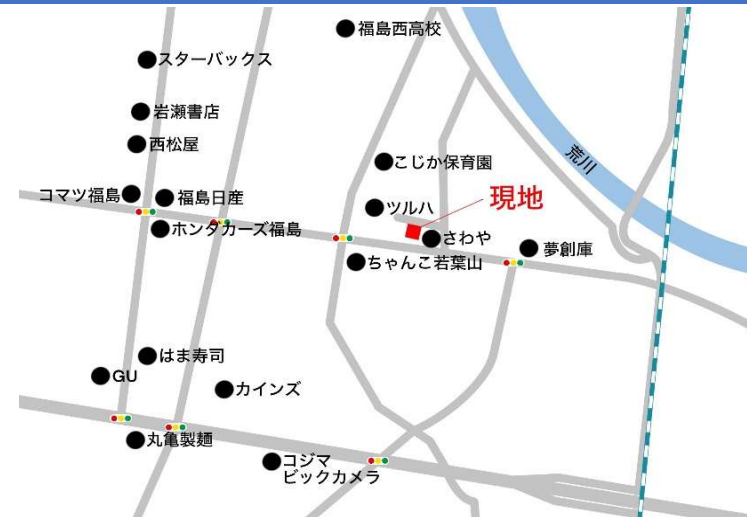 福島西高校
スターバックス
岩瀬書店
西松屋
荒川
こじか保育園
コマツ福島
福島日産
ツルハ
現地
ホンダカーズ福島
さわや
夢創庫
ちゃんこ若葉山
はま寿司
GU
カインズ
丸亀製麺
コジマ
ビックカメラ